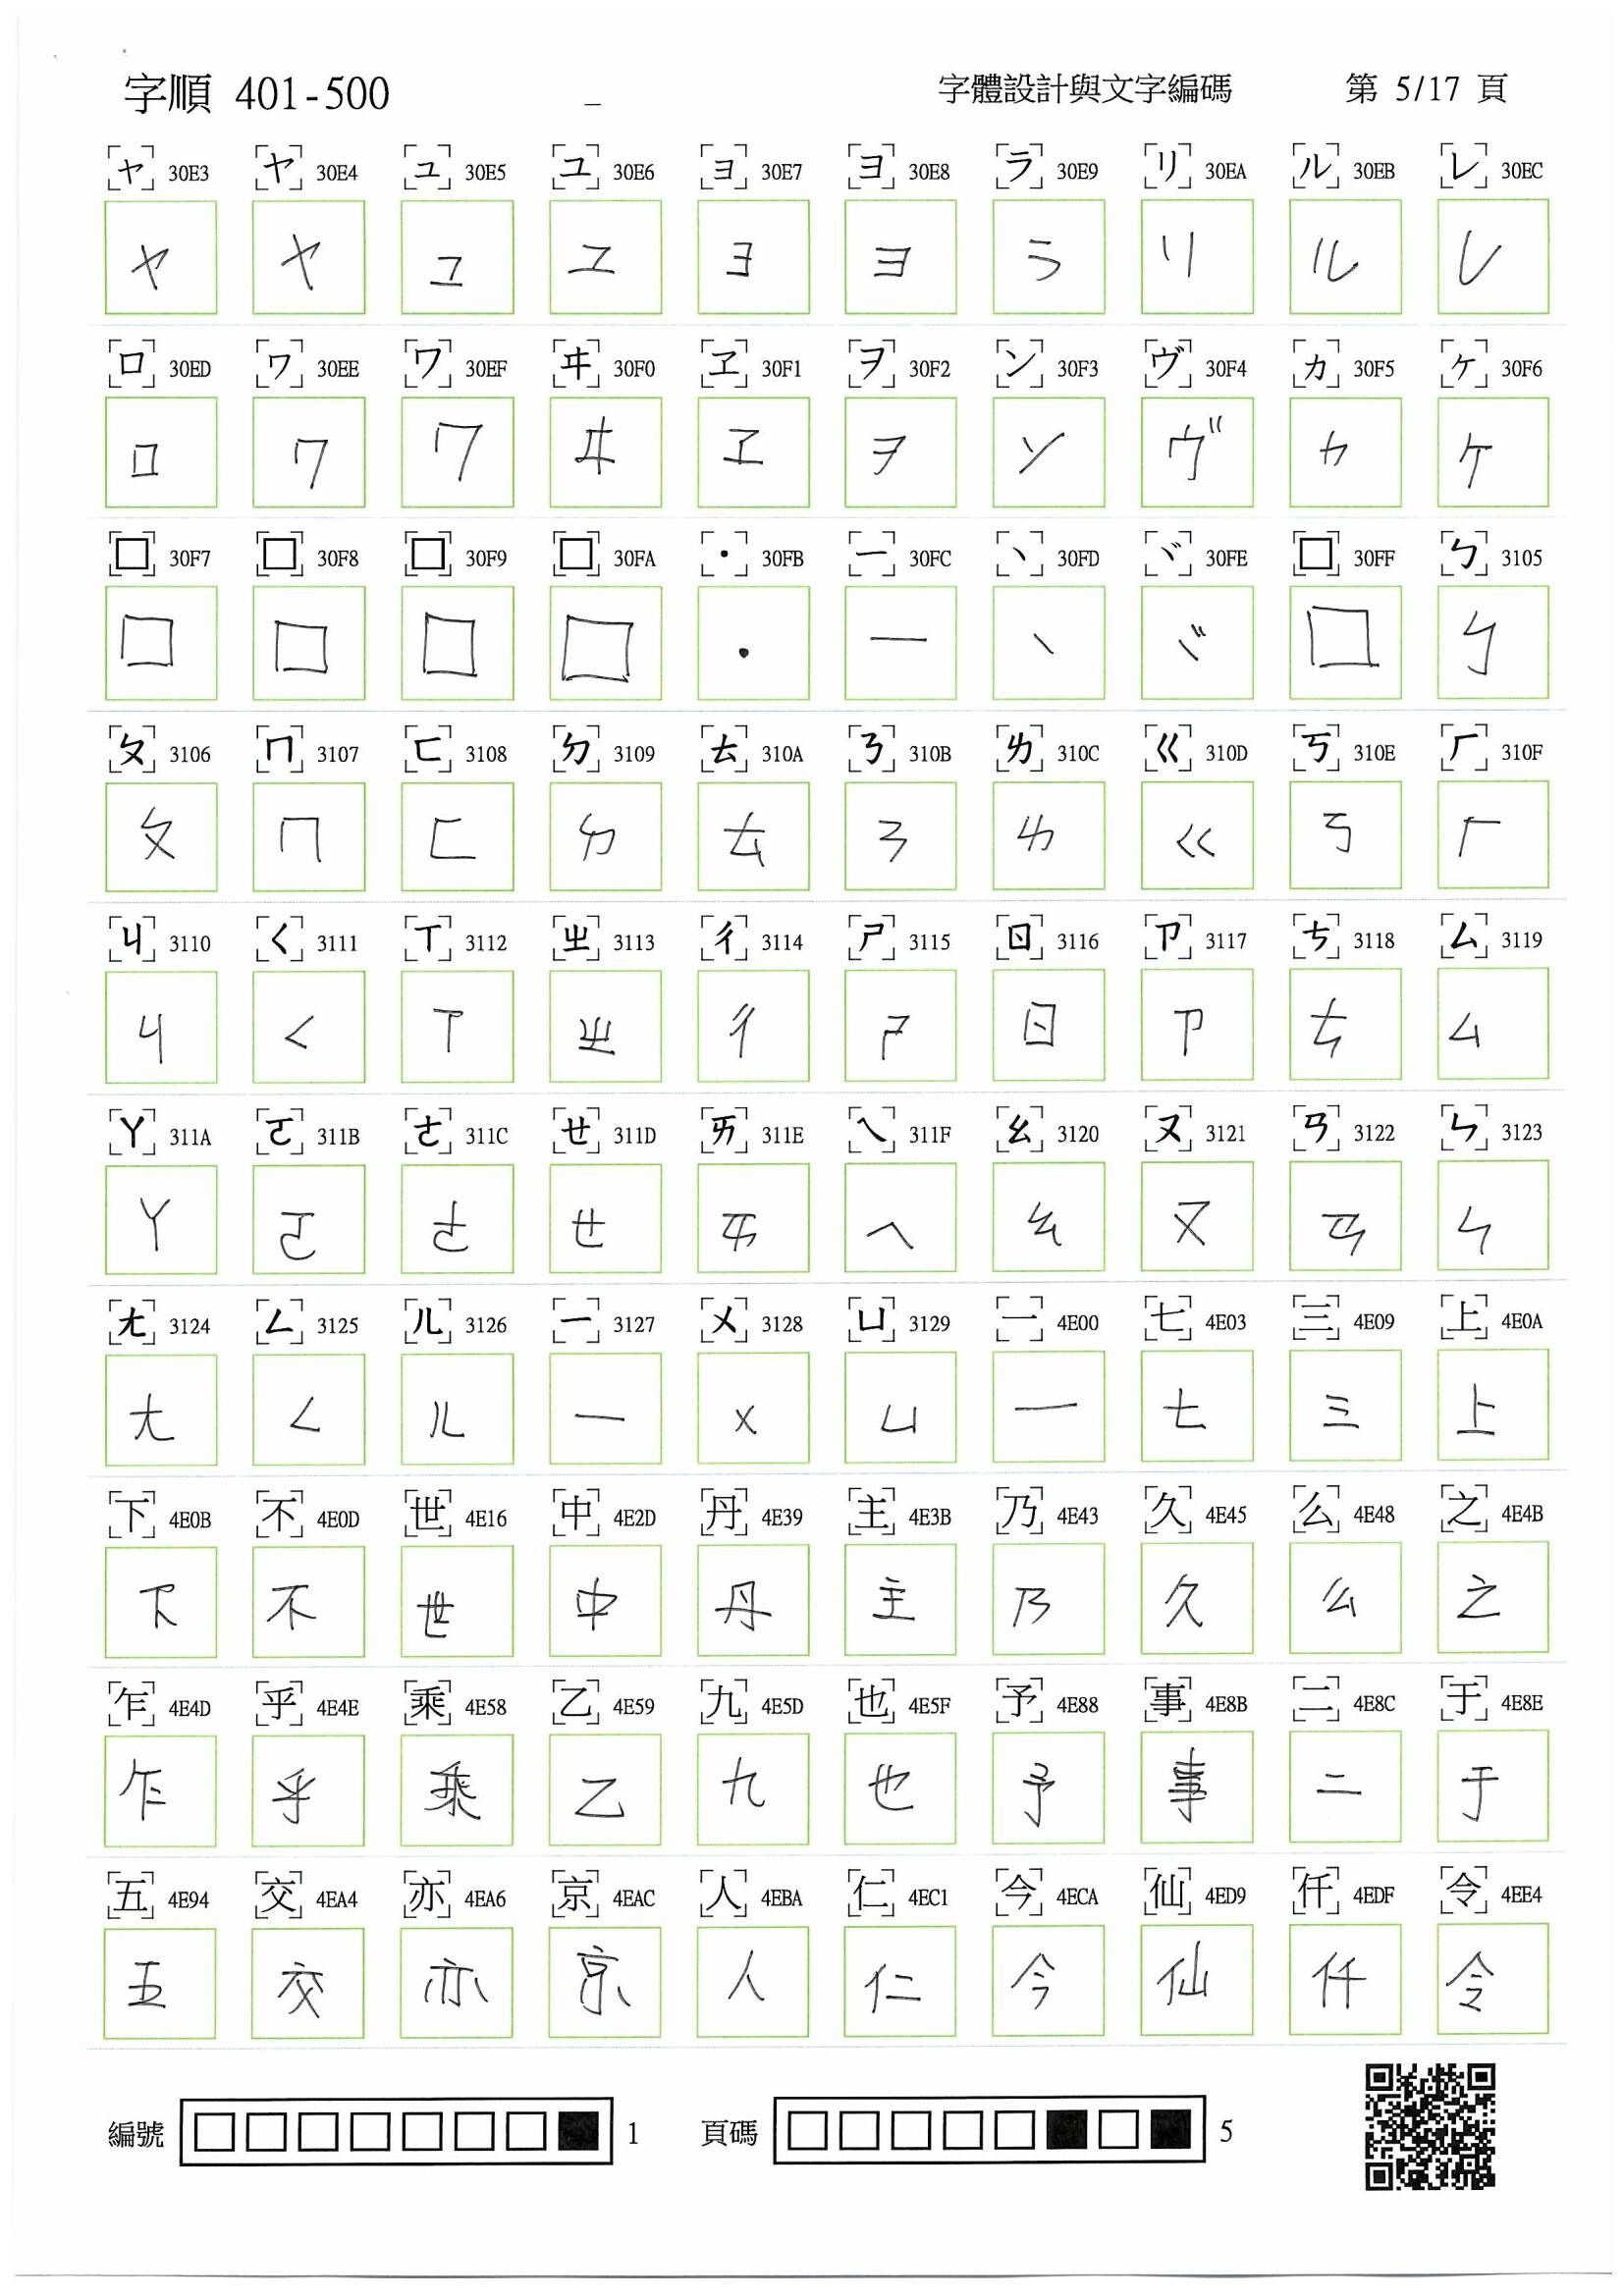 字順 401-500 _ 字體設計與文字編碼 第 5/17 頁
ャ 30E3 ヤ 30E4 ュ 30E5 ユ 30E6 ョ 30E7 ヨ 30E8 ラ 30E9 リ 30EA ル 30EB レ 30EC
ャ ヤ ュ ユ ョ ヨ ラ リ ル レ
ロ 30ED ヮ 30EE ワ 30EF ヰ 30F0 ヱ 30F1 ヲ 30F2 ン 30F3 ヴ 30F4 ヵ 30F5 ヶ 30F6
ロ ヮ ワ ヰ ヱ ヲ ン ヴ ヵ ヶ
□ 30F7 □ 30F8 □ 30F9 □ 30FA ・ 30FB ー 30FC ヽ 30FD ヾ 30FE □ 30FF ㄅ 3105
□ □ □ □ ・ ー ヽ ヾ □ ㄅ
ㄆ 3106 ㄇ 3107 ㄈ 3108 ㄉ 3109 ㄊ 310A ㄋ 310B ㄌ 310C ㄍ 310D ㄎ 310E ㄏ 310F
ㄆ ㄇ ㄈ ㄉ ㄊ ㄋ ㄌ ㄍ ㄎ ㄏ
ㄐ 3110 ㄑ 3111 ㄒ 3112 ㄓ 3113 ㄔ 3114 ㄕ 3115 ㄖ 3116 ㄗ 3117 ㄘ 3118 ㄙ 3119
ㄐ ㄑ ㄒ ㄓ ㄔ ㄕ ㄖ ㄗ ㄘ ㄙ
ㄚ 311A ㄛ 311B ㄜ 311C ㄝ 311D ㄞ 311E ㄟ 311F ㄠ 3120 ㄡ 3121 ㄢ 3122 ㄣ 3123
ㄚ ㄛ ㄜ ㄝ ㄞ ㄟ ㄠ ㄡ ㄢ ㄣ
ㄤ 3124 ㄥ 3125 ㄦ 3126 ㄧ 3127 ㄨ 3128 ㄩ 3129 一 4E00 七 4E03 三 4E09 上 4E0A
ㄤ ㄥ ㄦ ㄧ ㄨ ㄩ 一 七 三 上
下 4E0B 不 4E0D 世 4E16 中 4E2D 丹 4E39 主 4E3B 乃 4E43 久 4E45 么 4E48 之 4E4B
下 不 世 中 丹 主 乃 久 么 之
乍 4E4D 乎 4E4E 乘 4E58 乙 4E59 九 4E5D 也 4E5F 予 4E88 事 4E8B 二 4E8C 于 4E8E
乍 乎 乘 乙 九 也 予 事 二 于
五 4E94 交 4EA4 亦 4EA6 京 4EAC 人 4EBA 仁 4EC1 今 4ECA 仙 4ED9 仟 4EDF 令 4EE4
五 交 亦 京 人 仁 今 仙 仟 令
編號 □□□□□□□■ 1 頁碼 □□□□□■□■ 5